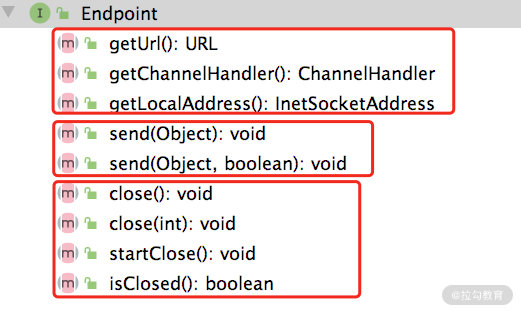 I Endpoint
m getUrl(): URL
m getChannelHandler(): ChannelHandler
m getLocalAddress(): InetSocketAddress
m send(Object): void
m send(Object, boolean): void
m close(): void
m close(int): void
m startClose(): void
m isClosed(): boolean
@拉勾教育